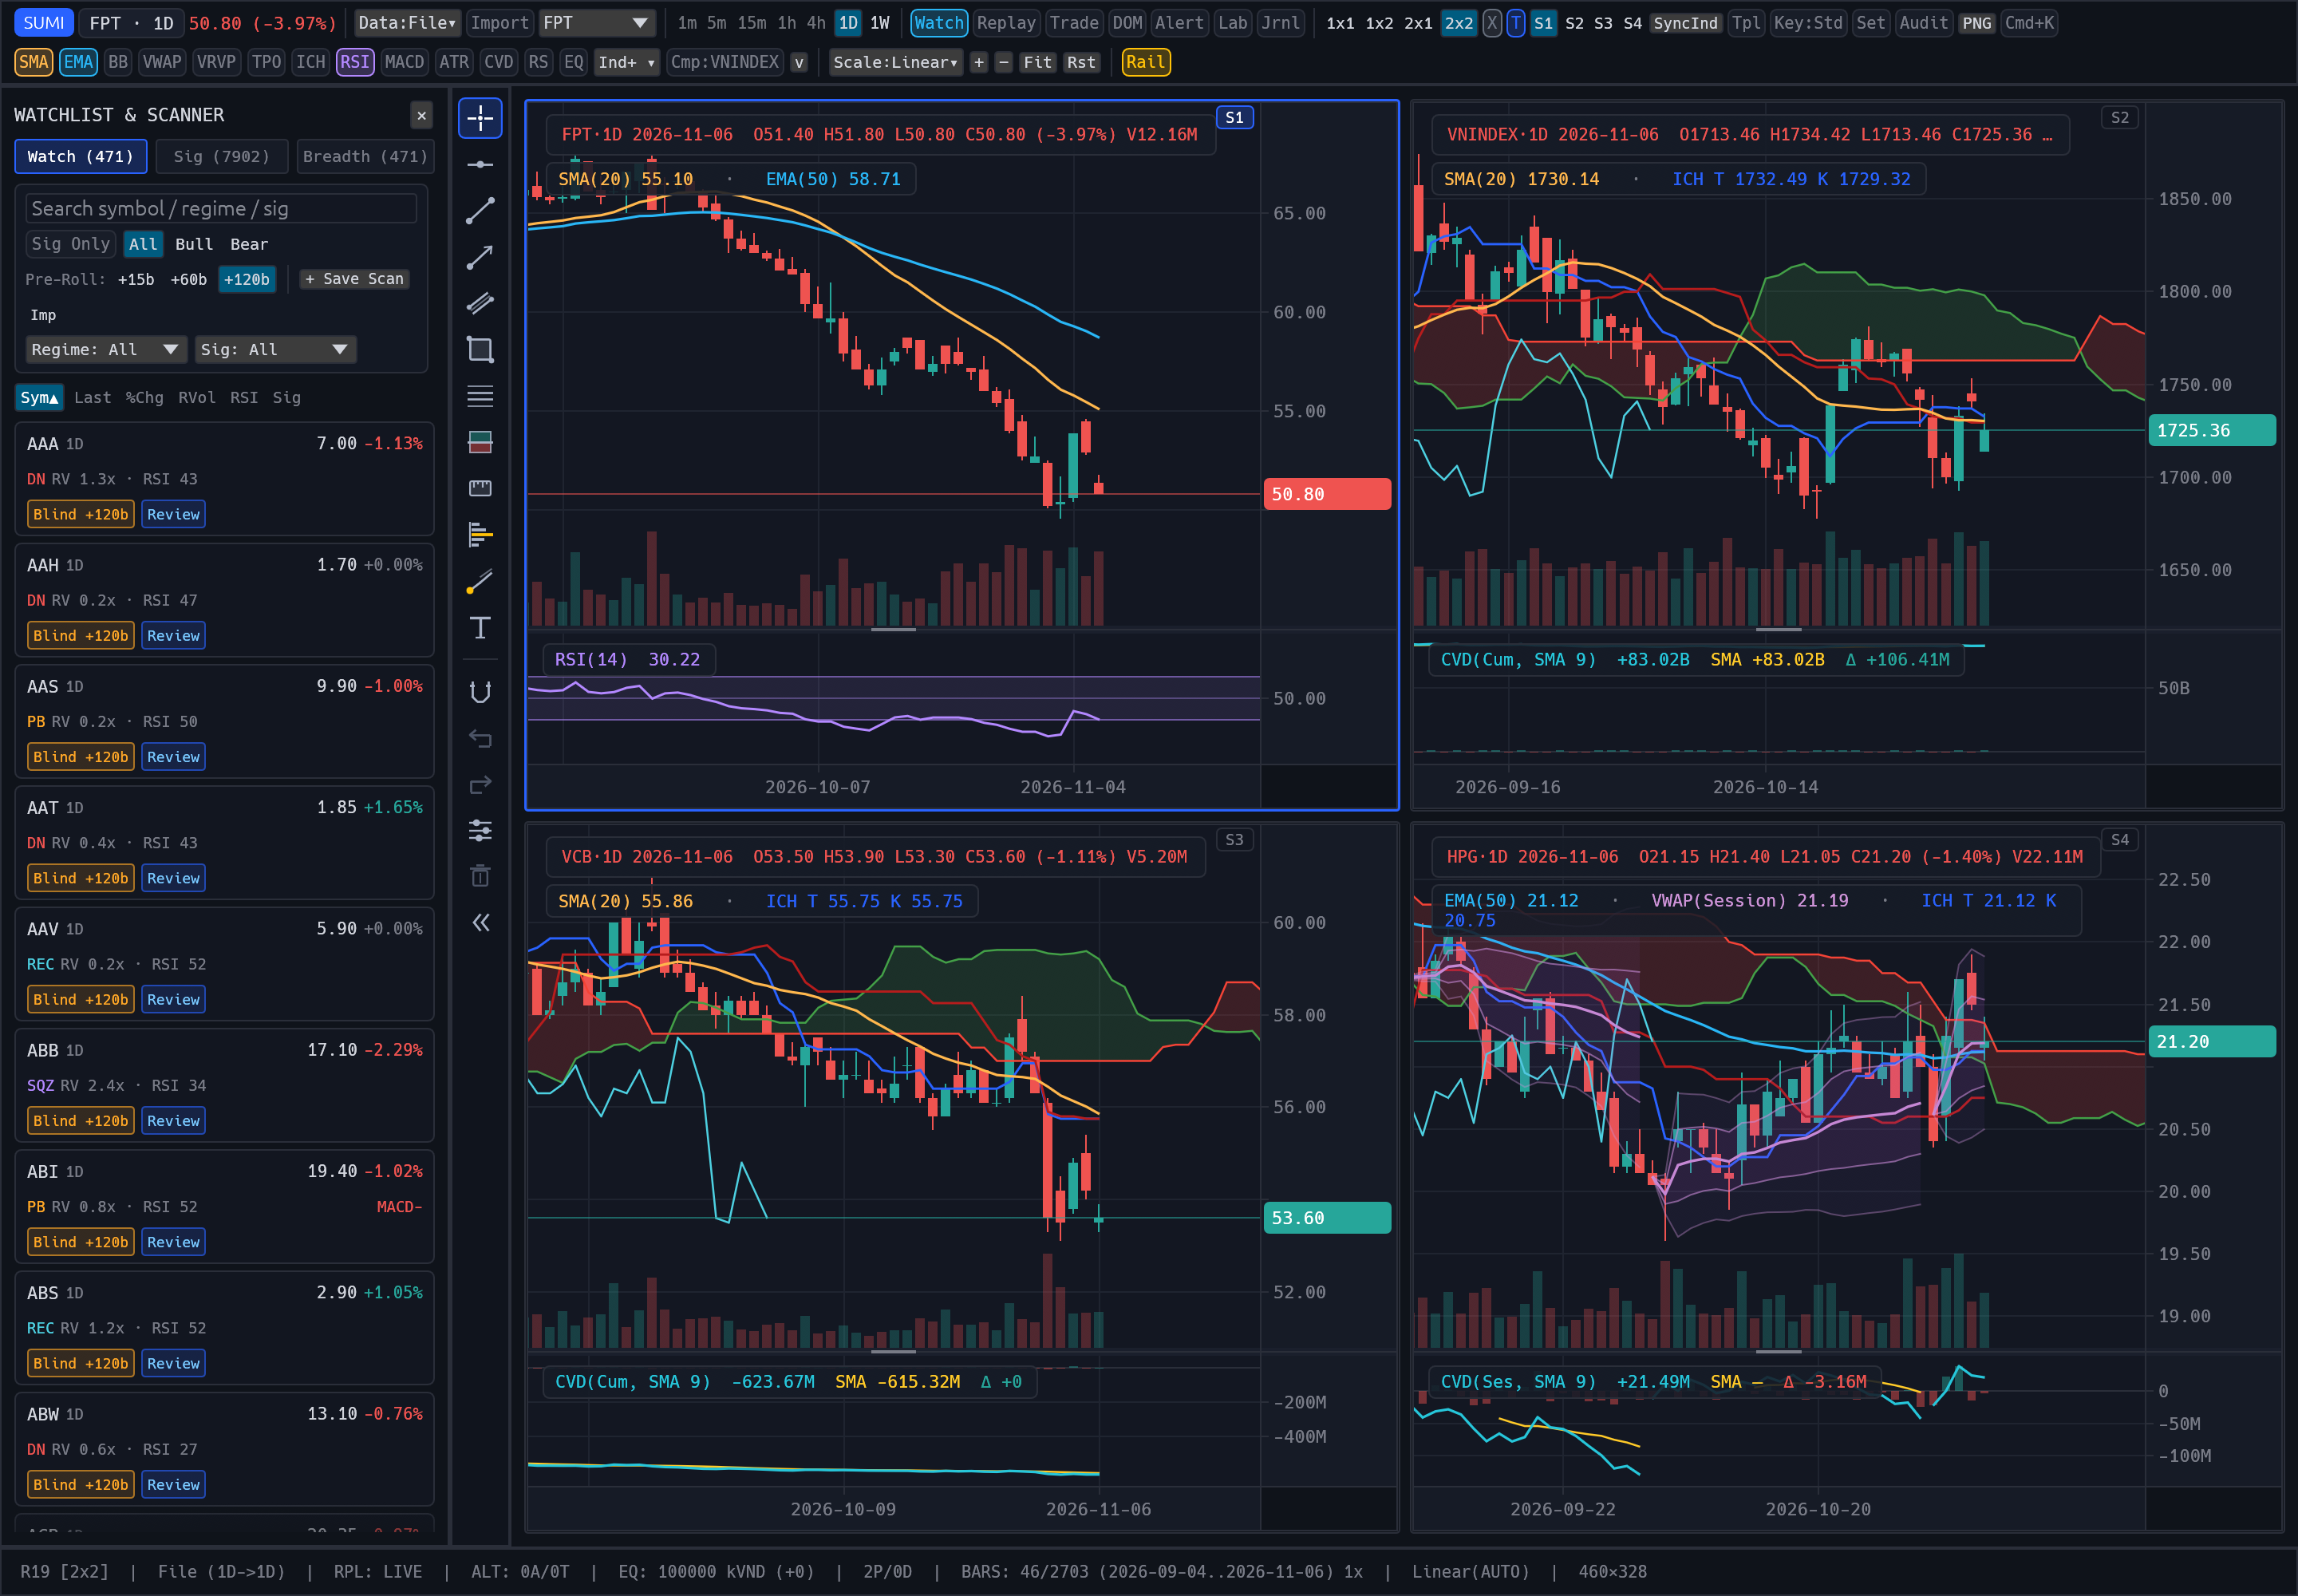 SUMI FPT · 1D 50.80 (-3.97%) Data:File▾ Import FPT 1m 5m 15m 1h 4h 1D 1W Watch Replay Trade DOM Alert Lab Jrnl 1x1 1x2 2x1 2x2 X T S1 S2 S3 S4 SyncInd Tpl Key:Std Set Audit PNG Cmd+K
SMA EMA BB VWAP VRVP TPO ICH RSI MACD ATR CVD RS EQ Ind+ ▾ Cmp:VNINDEX v Scale:Linear▾ + − Fit Rst Rail
WATCHLIST & SCANNER ×
Watch (471) Sig (7902) Breadth (471)
Search symbol / regime / sig
Sig Only All Bull Bear
Pre-Roll: +15b +60b +120b + Save Scan
Imp
Regime: All Sig: All
Sym▲ Last %Chg RVol RSI Sig
AAA 1D 7.00 -1.13%
DN RV 1.3x · RSI 43
Blind +120b Review
AAH 1D 1.70 +0.00%
DN RV 0.2x · RSI 47
Blind +120b Review
AAS 1D 9.90 -1.00%
PB RV 0.2x · RSI 50
Blind +120b Review
AAT 1D 1.85 +1.65%
DN RV 0.4x · RSI 43
Blind +120b Review
AAV 1D 5.90 +0.00%
REC RV 0.2x · RSI 52
Blind +120b Review
ABB 1D 17.10 -2.29%
SQZ RV 2.4x · RSI 34
Blind +120b Review
ABI 1D 19.40 -1.02%
PB RV 0.8x · RSI 52 MACD-
Blind +120b Review
ABS 1D 2.90 +1.05%
REC RV 1.2x · RSI 52
Blind +120b Review
ABW 1D 13.10 -0.76%
DN RV 0.6x · RSI 27
Blind +120b Review
T
S1
FPT·1D 2026-11-06 O51.40 H51.80 L50.80 C50.80 (-3.97%) V12.16M
SMA(20) 55.10 · EMA(50) 58.71
65.00
60.00
55.00
50.80
RSI(14) 30.22
50.00
2026-10-07 2026-11-04
S2
VNINDEX·1D 2026-11-06 O1713.46 H1734.42 L1713.46 C1725.36 …
SMA(20) 1730.14 · ICH T 1732.49 K 1729.32
1850.00
1800.00
1750.00
1725.36
1700.00
1650.00
CVD(Cum, SMA 9) +83.02B SMA +83.02B Δ +106.41M
50B
2026-09-16 2026-10-14
S3
VCB·1D 2026-11-06 O53.50 H53.90 L53.30 C53.60 (-1.11%) V5.20M
SMA(20) 55.86 · ICH T 55.75 K 55.75
60.00
58.00
56.00
53.60
52.00
CVD(Cum, SMA 9) -623.67M SMA -615.32M Δ +0
-200M
-400M
2026-10-09 2026-11-06
S4
HPG·1D 2026-11-06 O21.15 H21.40 L21.05 C21.20 (-1.40%) V22.11M
EMA(50) 21.12 · VWAP(Session) 21.19 · ICH T 21.12 K
20.75
22.50
22.00
21.50
21.20
20.50
20.00
19.50
19.00
CVD(Ses, SMA 9) +21.49M SMA — Δ -3.16M
0
-50M
-100M
2026-09-22 2026-10-20
R19 [2x2] | File (1D->1D) | RPL: LIVE | ALT: 0A/0T | EQ: 100000 kVND (+0) | 2P/0D | BARS: 46/2703 (2026-09-04..2026-11-06) 1x | Linear(AUTO) | 460×328